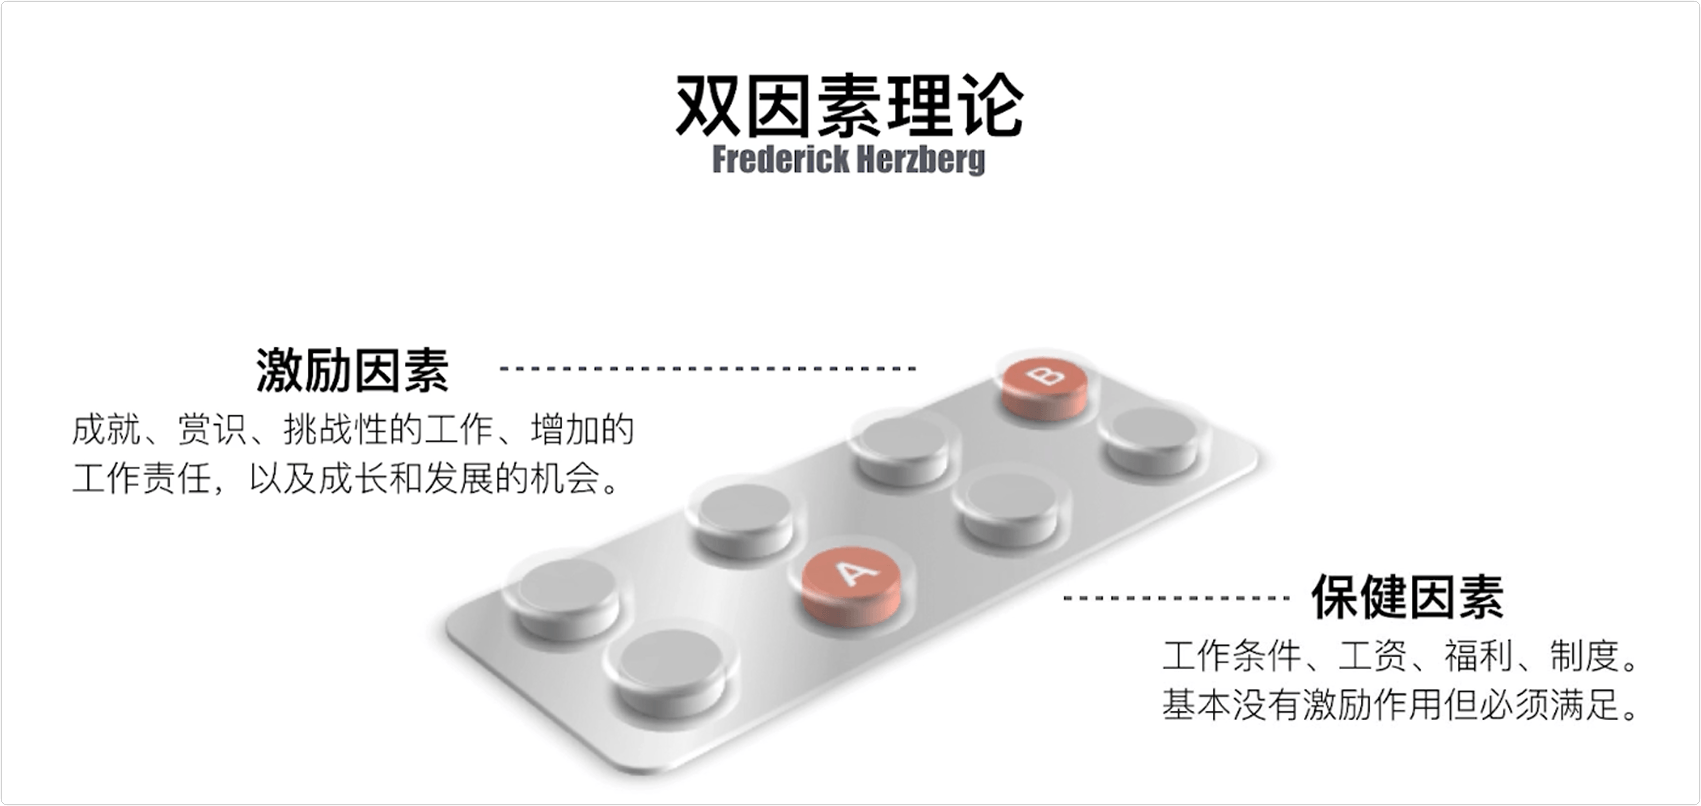 双因素理论
Frederick Herzberg
激励因素
成就、赏识、挑战性的工作、增加的
工作责任，以及成长和发展的机会。
B
A
保健因素
工作条件、工资、福利、制度。
基本没有激励作用但必须满足。